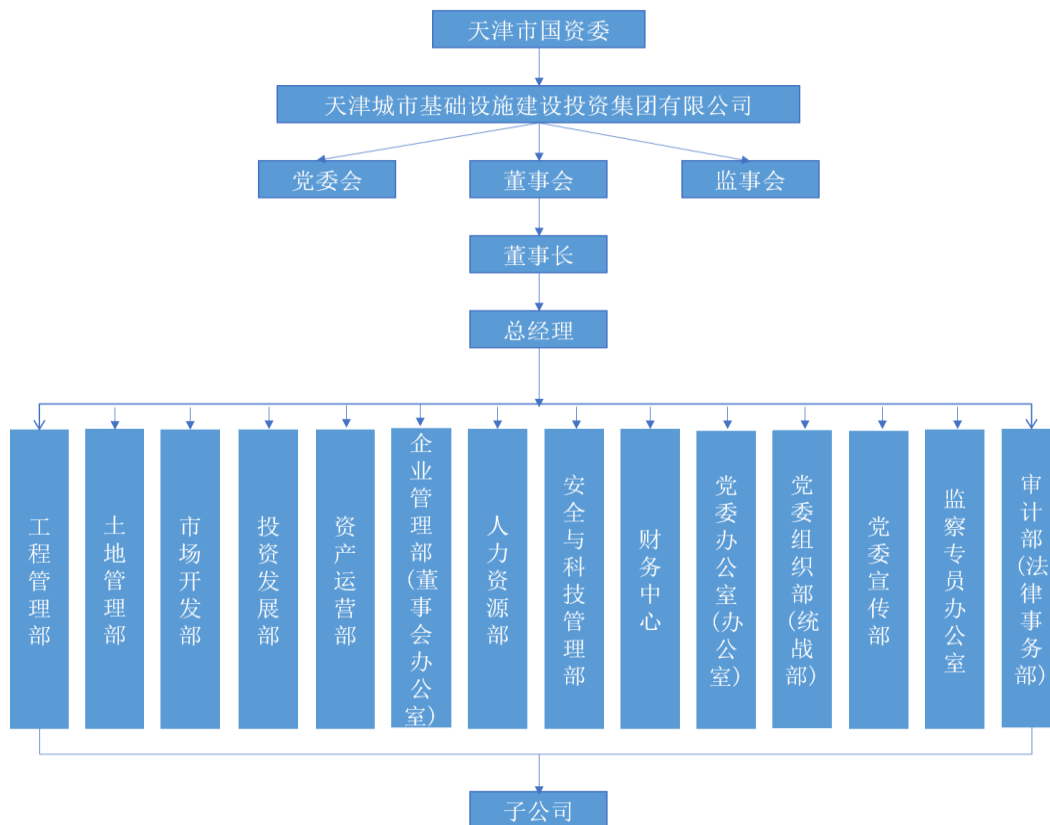 天津市国资委
天津城市基础设施建设投资集团有限公司
党委会
董事会
监事会
董事长
总经理
工程管理部
土地管理部
市场开发部
投资发展部
资产运营部
企业管理部(董事会办公室)
人力资源部
安全与科技管理部
财务中心
党委办公室(办公室)
党委组织部(统战部)
党委宣传部
监察专员办公室
审计部(法律事务部)
子公司